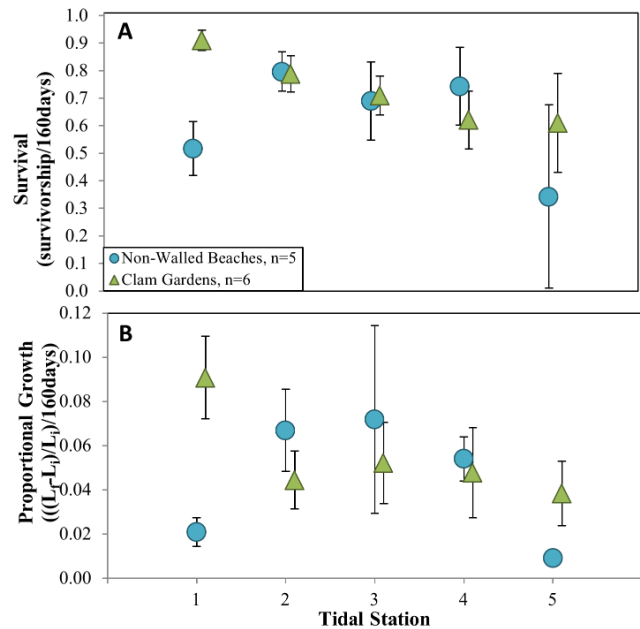 A
1.0
0.9
0.8
0.7
0.6
0.5
0.4
0.3
0.2
0.1
0.0
Survival
(survivorship/160days)
Non-Walled Beaches, n=5
Clam Gardens, n=6
B
0.12
0.10
0.08
0.06
0.04
0.02
0.00
Proportional Growth
(((Lf-Li)/Li)/160days)
1 2 3 4 5
Tidal Station